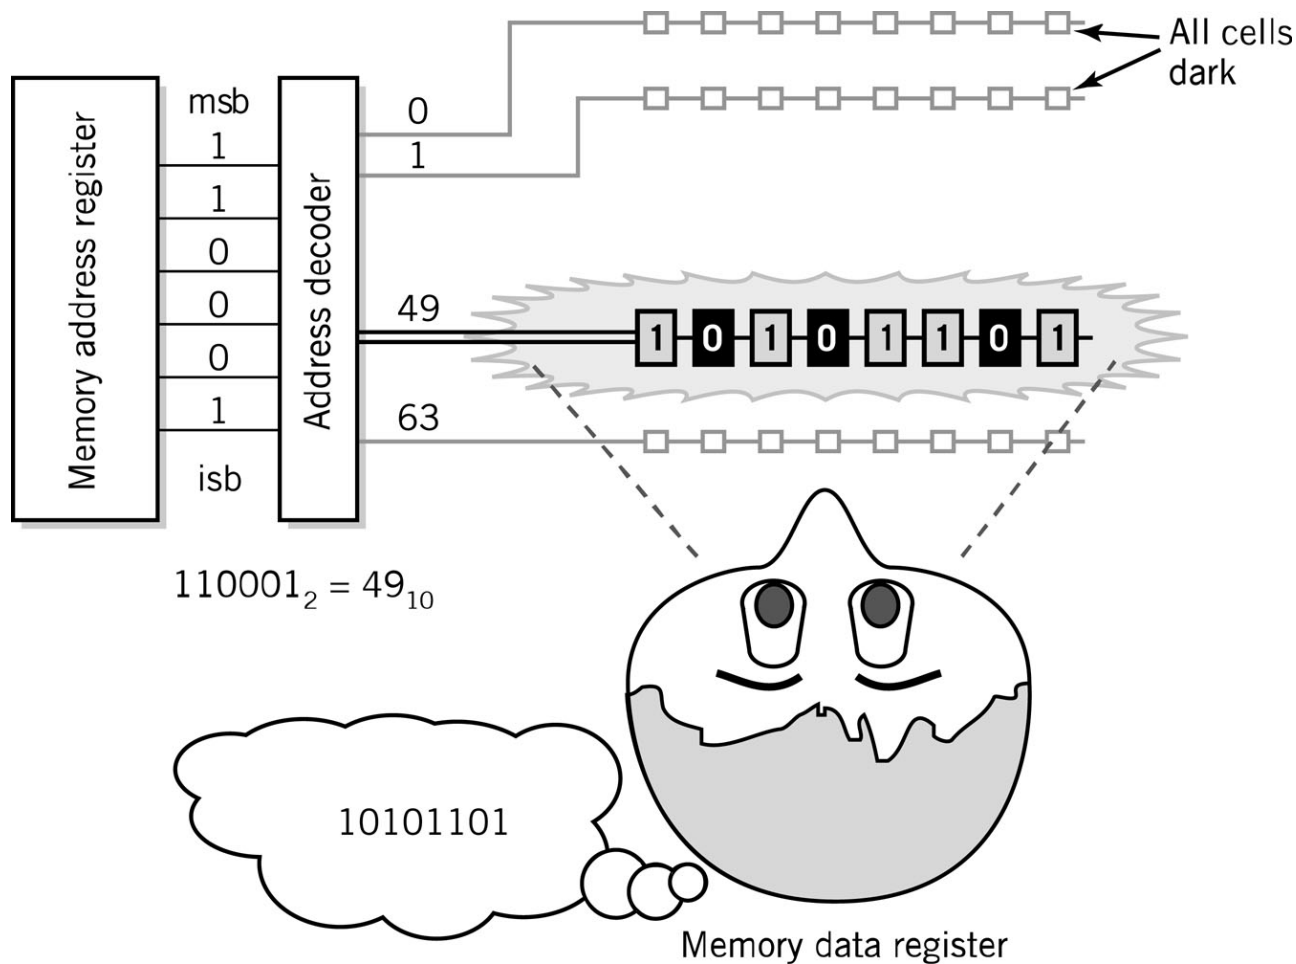 All cells
dark
msb
0
1
1
1
0
0
0
1
isb
Memory address register
Address decoder
49
1 0 1 0 1 1 0 1
63
110001₂ = 49₁₀
10101101
Memory data register